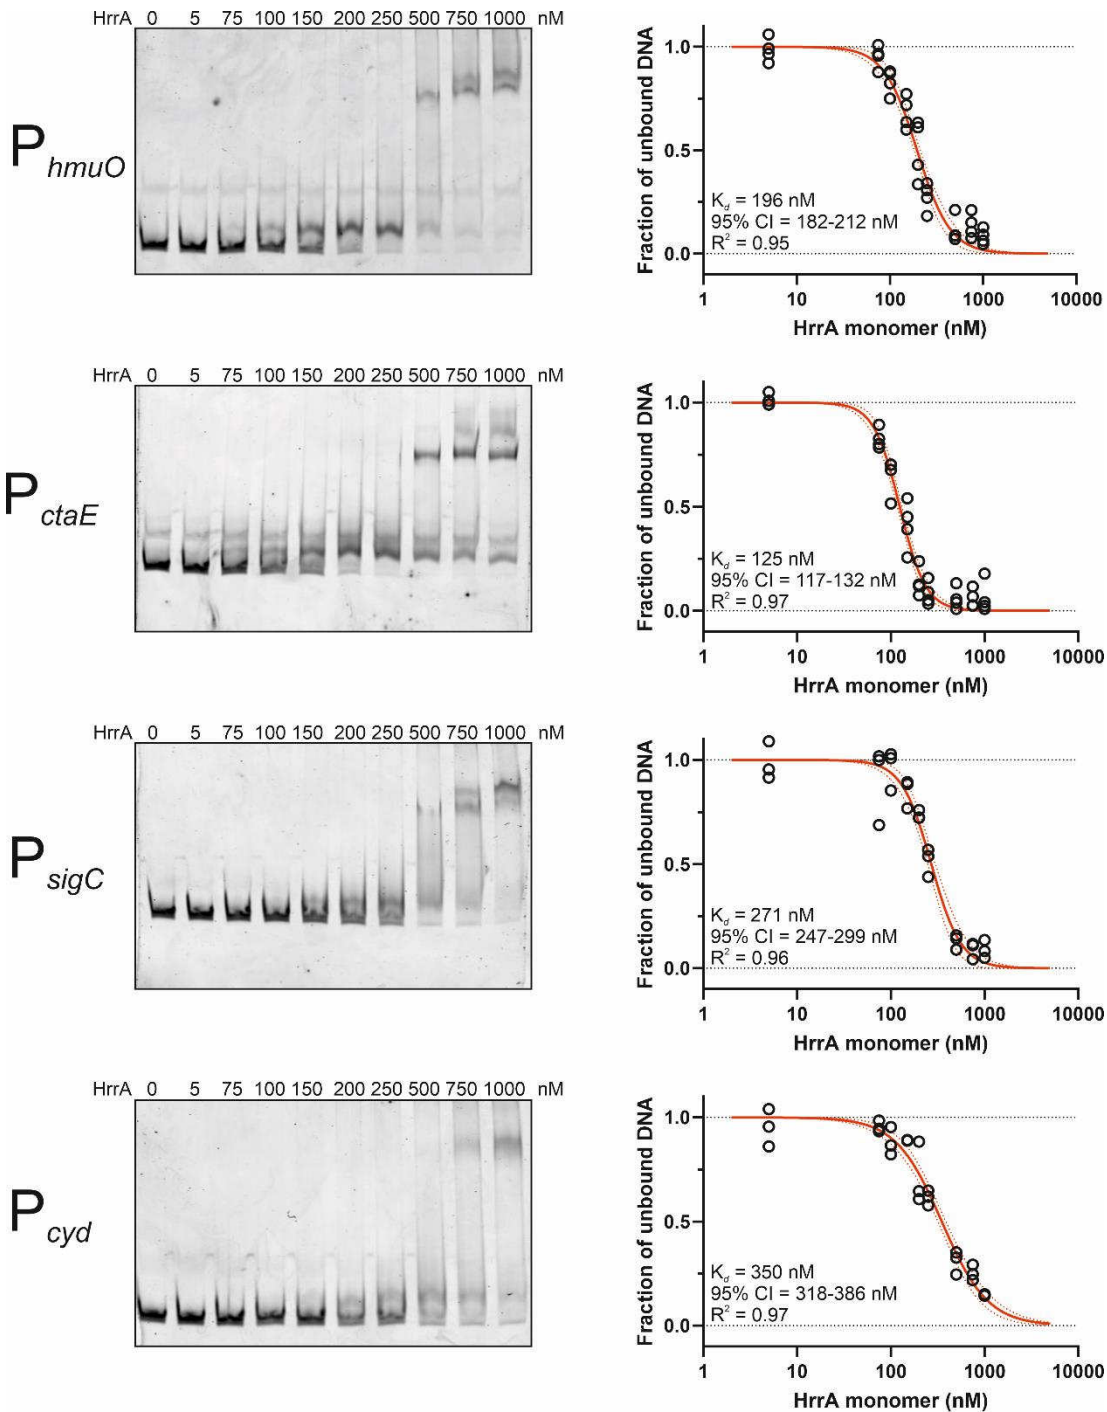 HrrA 0 5 75 100 150 200 250 500 750 1000 nM
P hmuO
Fraction of unbound DNA
1.0
0.5
0.0
K_d = 196 nM
95% CI = 182-212 nM
R² = 0.95
1 10 100 1000 10000
HrrA monomer (nM)
HrrA 0 5 75 100 150 200 250 500 750 1000 nM
P ctaE
Fraction of unbound DNA
1.0
0.5
0.0
K_d = 125 nM
95% CI = 117-132 nM
R² = 0.97
1 10 100 1000 10000
HrrA monomer (nM)
HrrA 0 5 75 100 150 200 250 500 750 1000 nM
P sigC
Fraction of unbound DNA
1.0
0.5
0.0
K_d = 271 nM
95% CI = 247-299 nM
R² = 0.96
1 10 100 1000 10000
HrrA monomer (nM)
HrrA 0 5 75 100 150 200 250 500 750 1000 nM
P cyd
Fraction of unbound DNA
1.0
0.5
0.0
K_d = 350 nM
95% CI = 318-386 nM
R² = 0.97
1 10 100 1000 10000
HrrA monomer (nM)